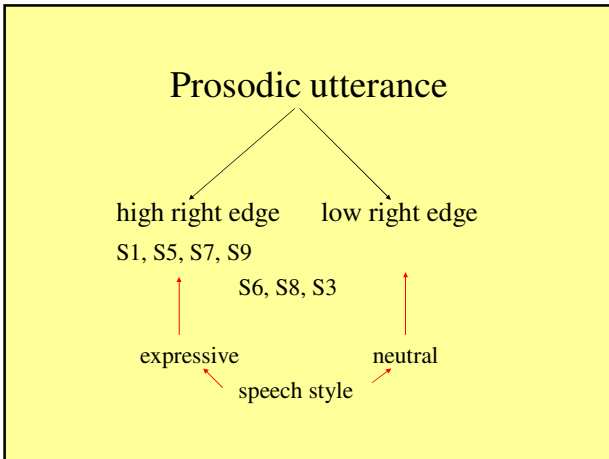 Prosodic utterance
high right edge low right edge
S1, S5, S7, S9
S6, S8, S3
expressive neutral
speech style